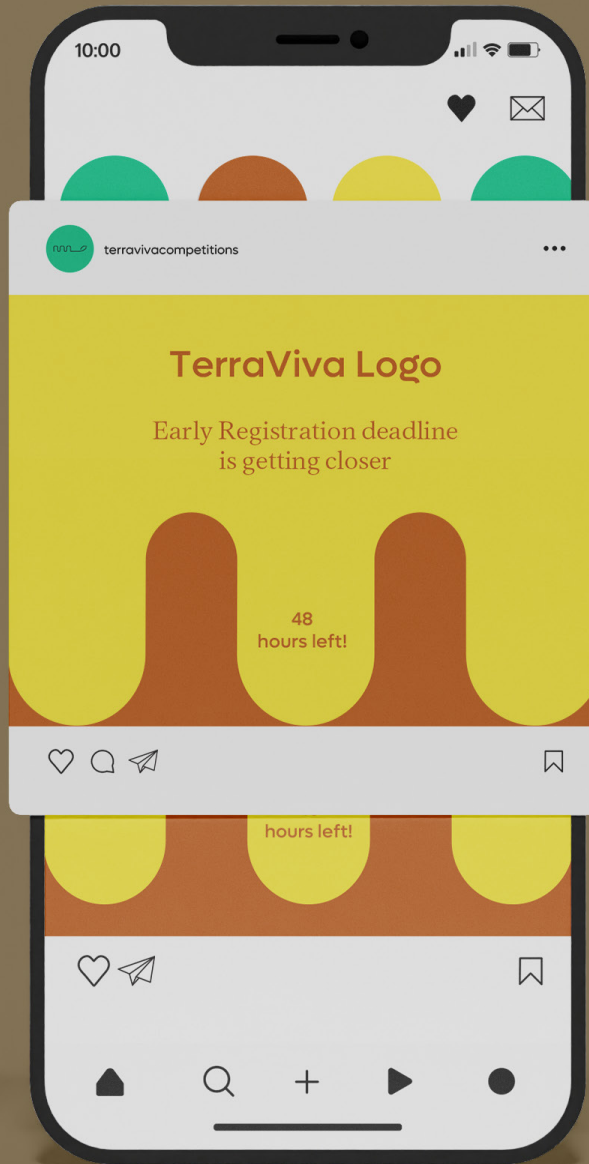 10:00
terravivacompetitions
TerraViva Logo
Early Registration deadline
is getting closer
48
hours left!
hours left!